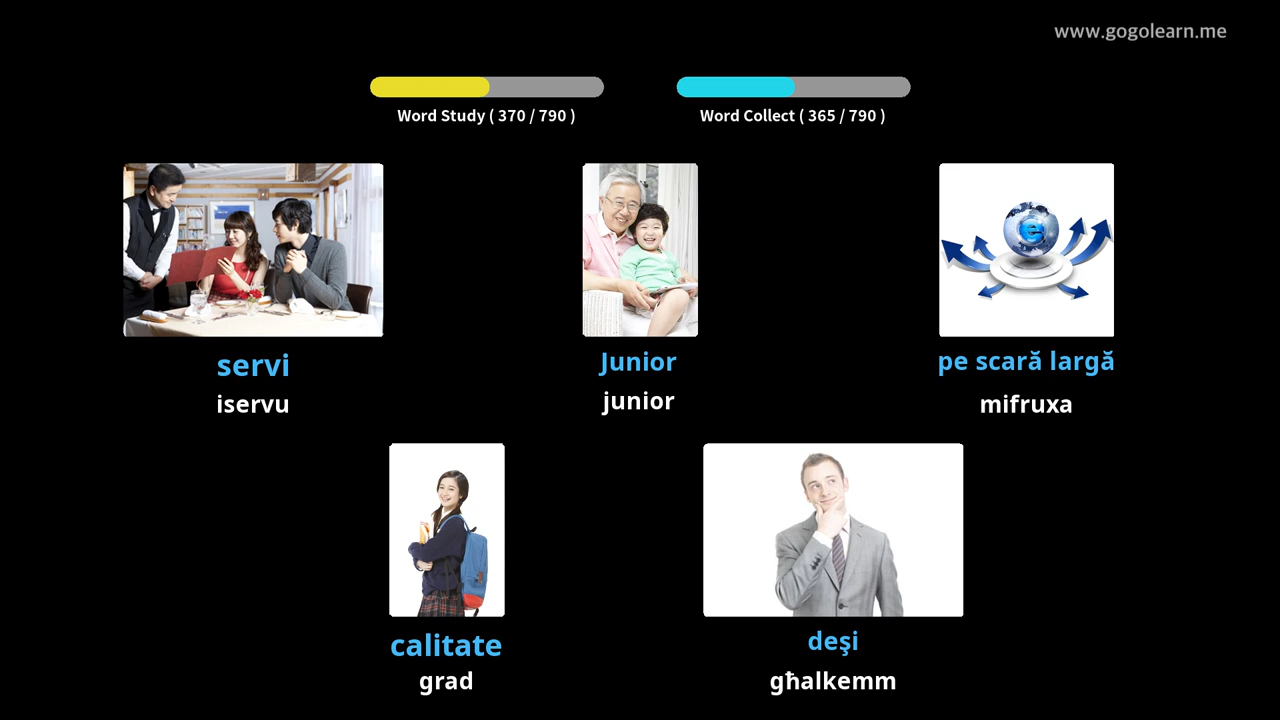 www.gogolearn.me
Word Study ( 370 / 790 )
Word Collect ( 365 / 790 )
servi
iservu
Junior
junior
pe scară largă
mifruxa
calitate
grad
deşi
għalkemm